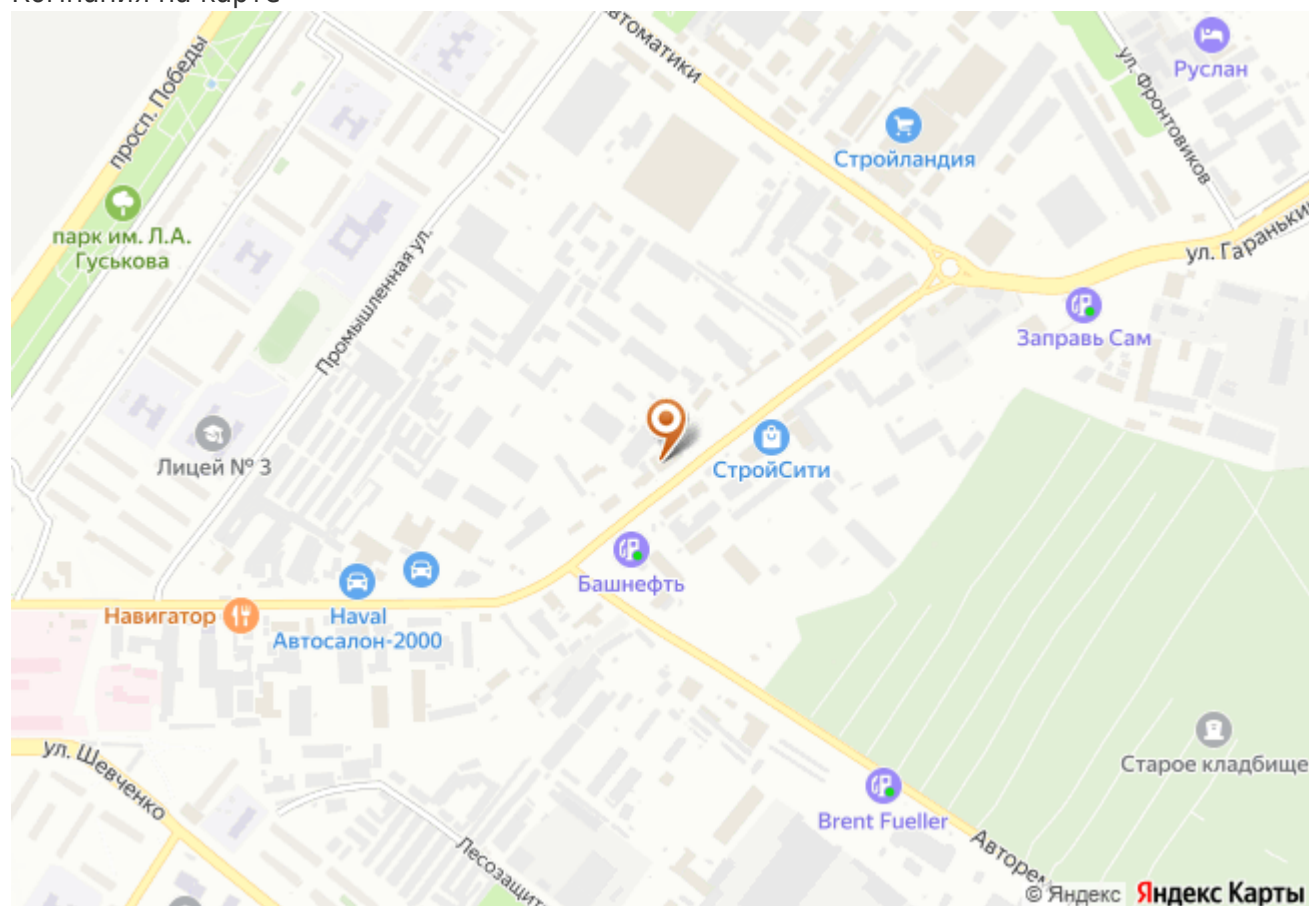 Компания на карте
просп. Победы
Автоматики
ул. Фронтовиков
Руслан
Стройландия
парк им. Л.А.
Гуськова
Промышленная ул.
ул. Гаранькин
Заправь Сам
Лицей № 3
СтройСити
Башнефть
Навигатор
Haval
Автосалон-2000
ул. Шевченко
Старое кладбище
Brent Fueller
Лесозащит
Авторем
© Яндекс Яндекс Карты